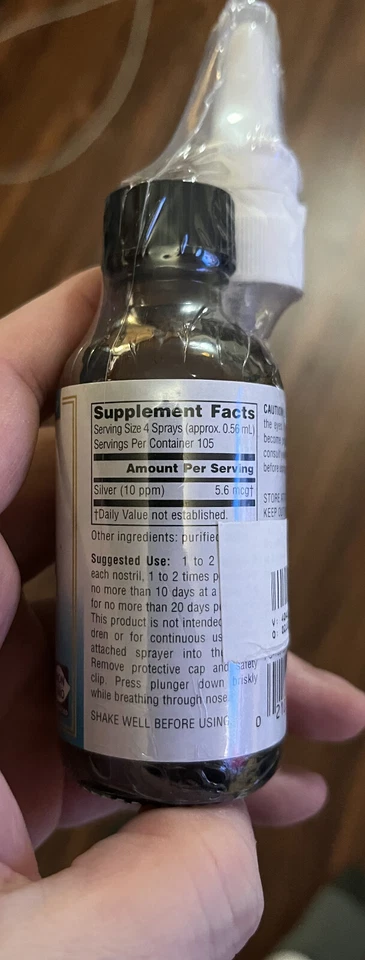 Supplement Facts
Serving Size 4 Sprays (approx. 0.56 mL)
Servings Per Container 105
Amount Per Serving
Silver (10 ppm) 5.6 mcg†
†Daily Value not established.
Other ingredients: purified
Suggested Use: 1 to 2
each nostril, 1 to 2 times
no more than 10 days at a
for no more than 20 days
This product is not intended
dren or for continuous
attached sprayer into
Remove protective cap and safety
clip. Press plunger down briskly
while breathing through nose
SHAKE WELL BEFORE USING
CAUTION
the eyes
become
consult
before
STORE
KEEP
0